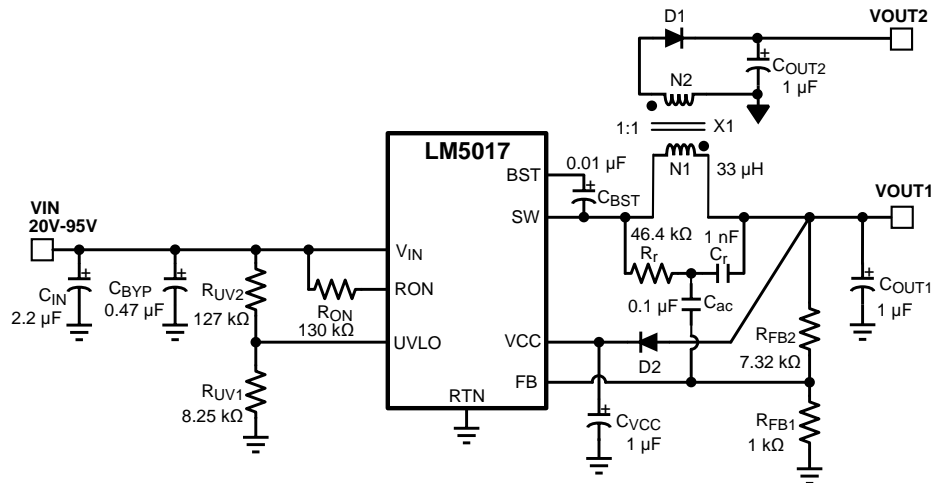 D1
VOUT2
+
COUT2
1 µF
N2
1:1
X1
LM5017
0.01 µF
N1
33 µH
BST
+
CBST
VOUT1
VIN
20V-95V
SW
46.4 kΩ
1 nF
Rr
Cr
VIN
+
CIN
2.2 µF
+
CBYP
0.47 µF
RUV2
127 kΩ
RON
RON
130 kΩ
0.1 µF
Cac
+
COUT1
1 µF
UVLO
VCC
D2
RFB2
7.32 kΩ
FB
RUV1
8.25 kΩ
RTN
+
CVCC
1 µF
RFB1
1 kΩ